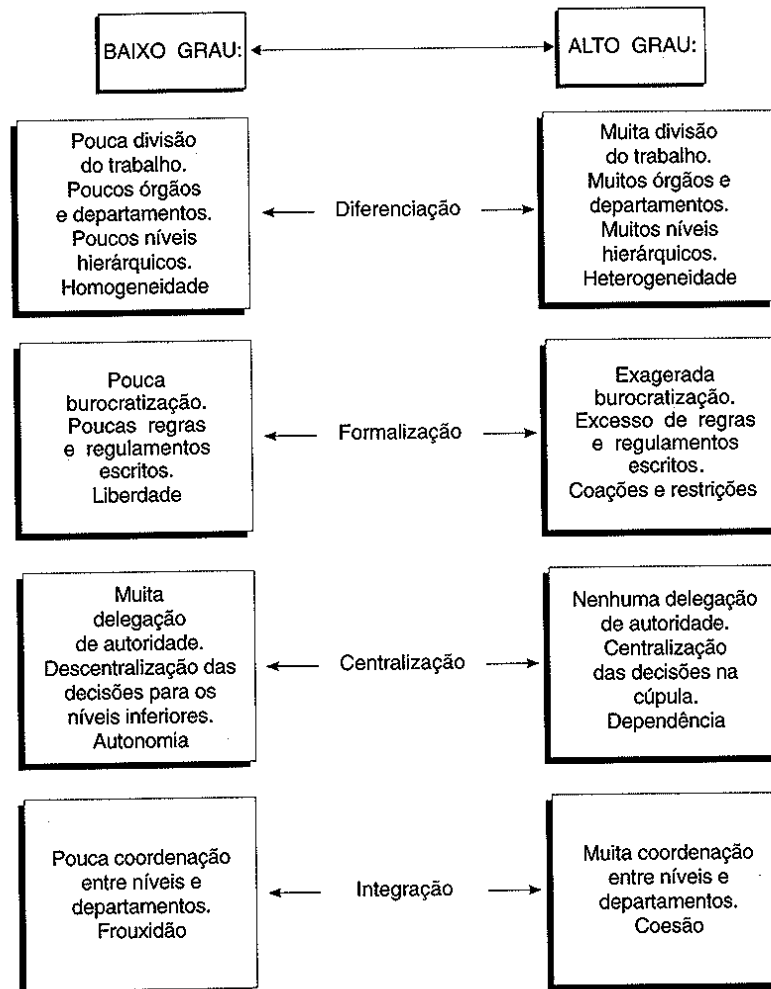 BAIXO GRAU:
ALTO GRAU:
Pouca divisão
do trabalho.
Poucos órgãos
e departamentos.
Poucos níveis
hierárquicos.
Homogeneidade
Diferenciação
Muita divisão
do trabalho.
Muitos órgãos e
departamentos.
Muitos níveis
hierárquicos.
Heterogeneidade
Pouca
burocratização.
Poucas regras
e regulamentos
escritos.
Liberdade
Formalização
Exagerada
burocratização.
Excesso de regras
e regulamentos
escritos.
Coações e restrições
Muita
delegação
de autoridade.
Descentralização das
decisões para os
níveis inferiores.
Autonomia
Centralização
Nenhuma delegação
de autoridade.
Centralização
das decisões na
cúpula.
Dependência
Pouca coordenação
entre níveis e
departamentos.
Frouxidão
Integração
Muita coordenação
entre níveis e
departamentos.
Coesão